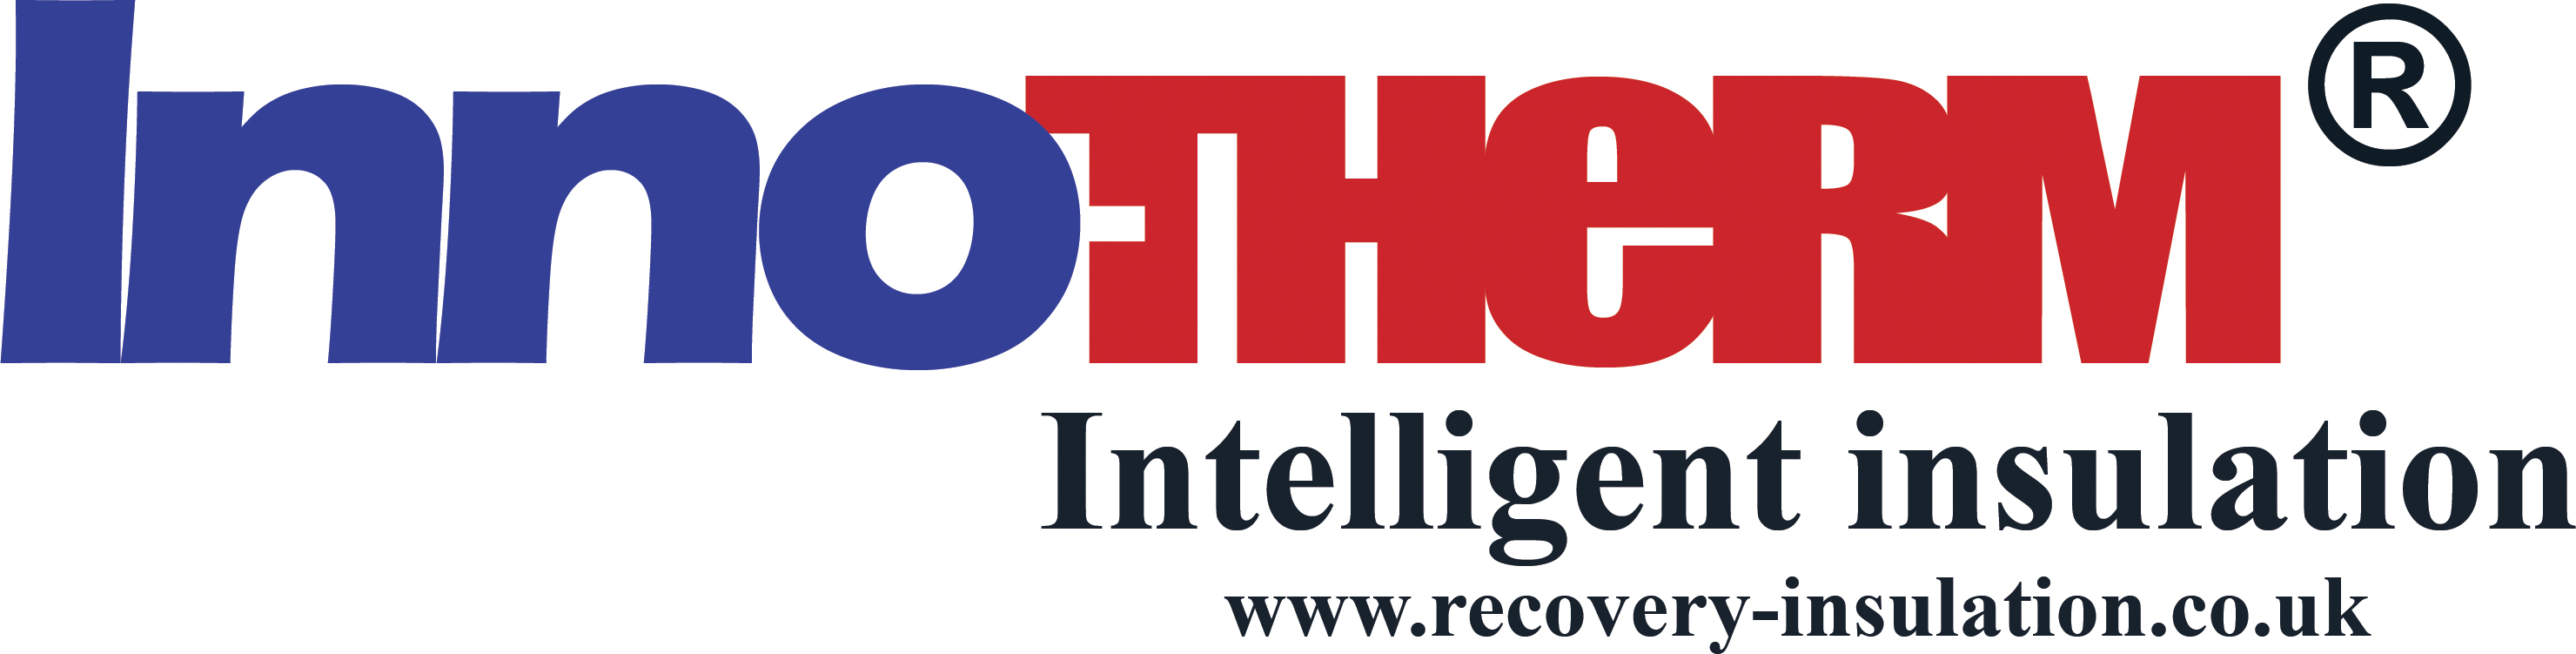 InnoTHeRM®
Intelligent insulation
www.recovery-insulation.co.uk